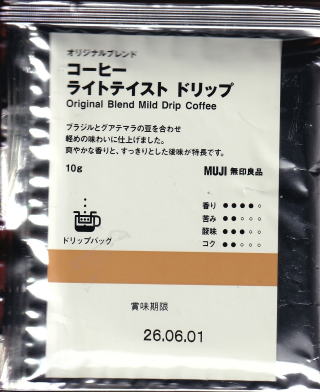 オリジナルブレンド
コーヒー
ライトテイスト ドリップ
Original Blend Mild Drip Coffee
ブラジルとグアテマラの豆を合わせ
軽めの味わいに仕上げました。
爽やかな香りと、すっきりとした後味が特長です。
10g
MUJI 無印良品
香り ●●●●○
苦み ●●○○○
酸味 ●●●○○
コク ●●○○○
ドリップバッグ
賞味期限
26.06.01